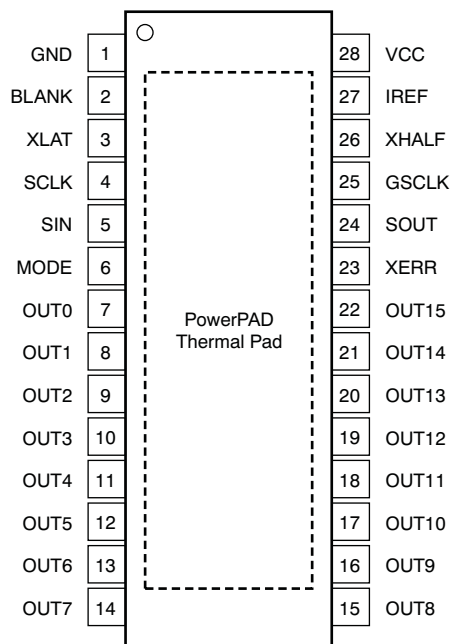 GND 1 28 VCC
BLANK 2 27 IREF
XLAT 3 26 XHALF
SCLK 4 25 GSCLK
SIN 5 24 SOUT
MODE 6 23 XERR
OUT0 7 22 OUT15
PowerPAD
Thermal Pad
OUT1 8 21 OUT14
OUT2 9 20 OUT13
OUT3 10 19 OUT12
OUT4 11 18 OUT11
OUT5 12 17 OUT10
OUT6 13 16 OUT9
OUT7 14 15 OUT8